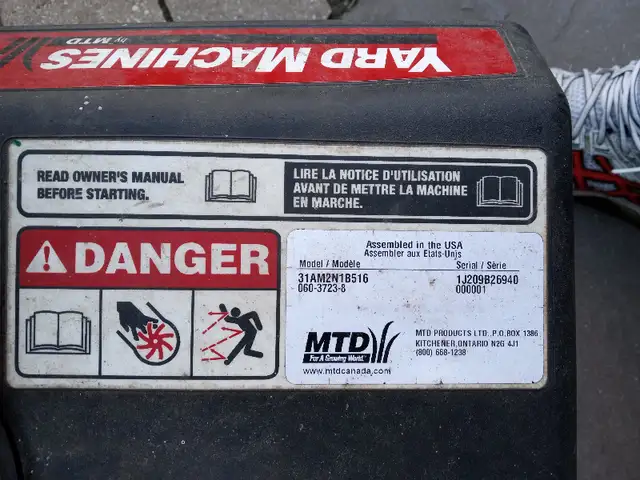 YARD MACHINES
by MTD
READ OWNER'S MANUAL
BEFORE STARTING.
LIRE LA NOTICE D'UTILISATION
AVANT DE METTRE LA MACHINE
EN MARCHE.
DANGER
Assembled in the USA
Assembler aux Etats-Unis
Model / Modèle
Serial / Série
31AM2N1B516
1J209B26940
060-3723-8
000001
MTD
For A Growing World.
www.mtdcanada.com
MTD PRODUCTS LTD.,P.O.BOX 1386
KITCHENER,ONTARIO N2G 4J1
(800) 668-1238